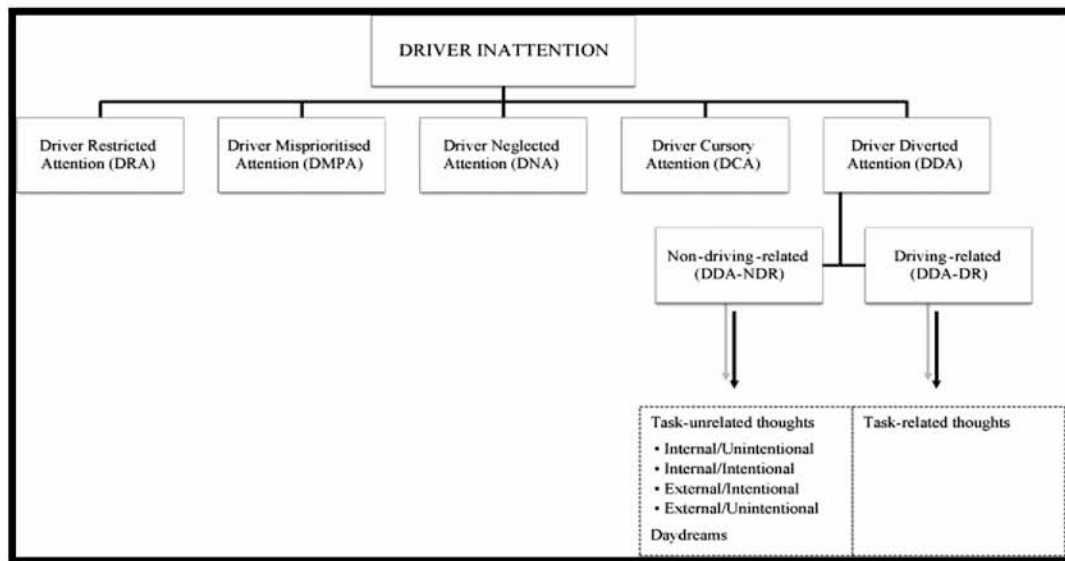 DRIVER INATTENTION
Driver Restricted
Attention (DRA)
Driver Misprioritised
Attention (DMPA)
Driver Neglected
Attention (DNA)
Driver Cursory
Attention (DCA)
Driver Diverted
Attention (DDA)
Non-driving-related
(DDA-NDR)
Driving-related
(DDA-DR)
Task-unrelated thoughts
• Internal/Unintentional
• Internal/Intentional
• External/Intentional
• External/Unintentional
Daydreams
Task-related thoughts